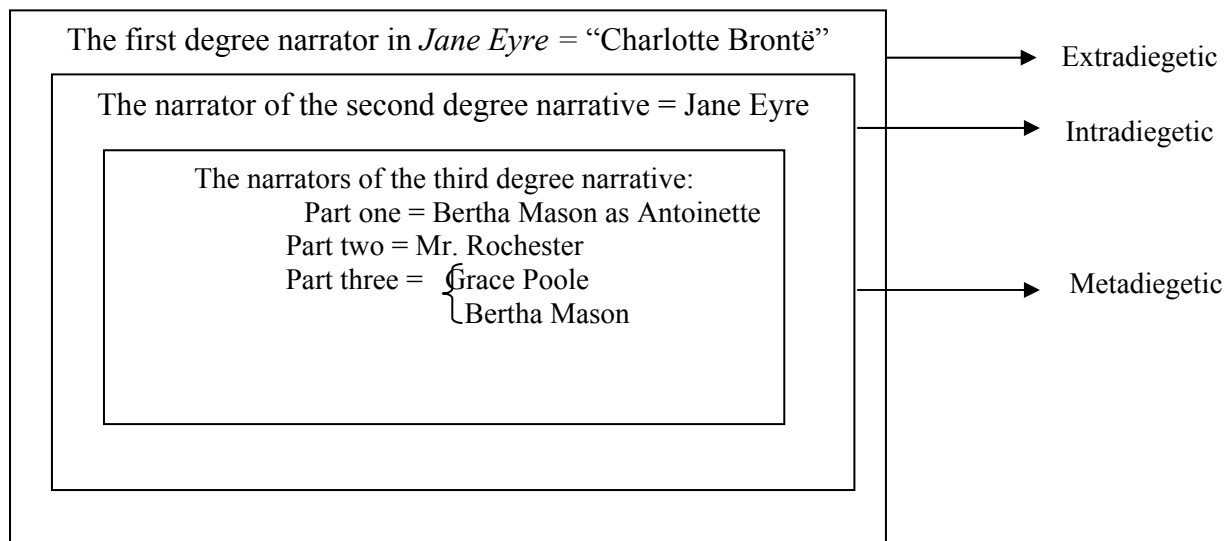 The first degree narrator in Jane Eyre = “Charlotte Brontë”
Extradiegetic
The narrator of the second degree narrative = Jane Eyre
Intradiegetic
The narrators of the third degree narrative:
Part one = Bertha Mason as Antoinette
Part two = Mr. Rochester
Part three = Grace Poole
Metadiegetic
Bertha Mason